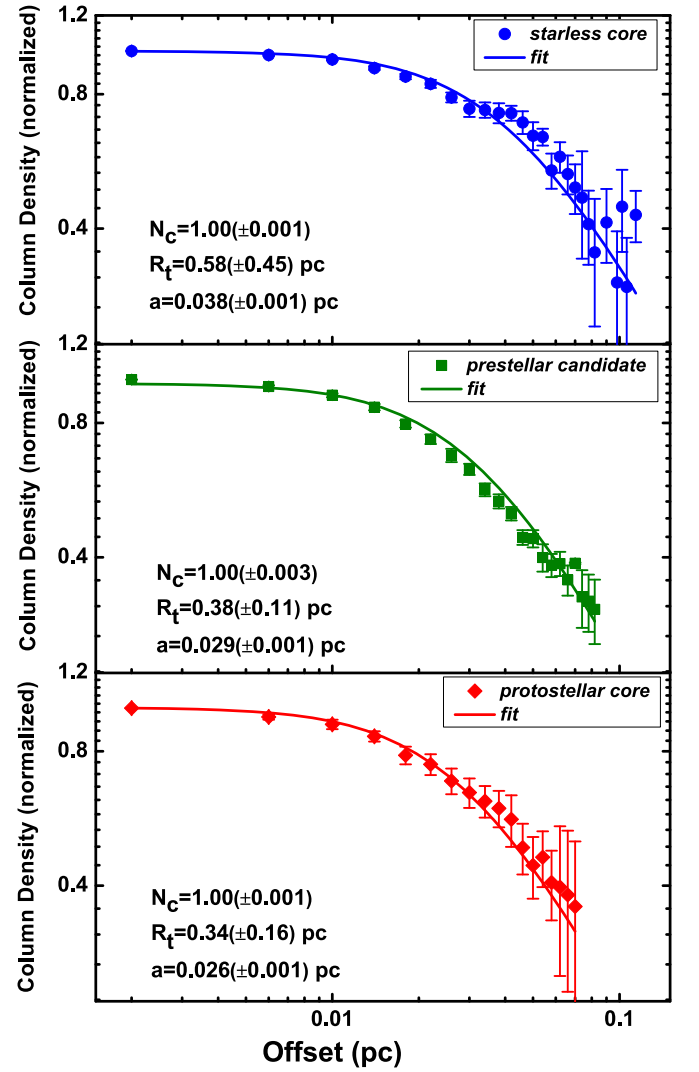 1.2
starless core
fit
0.8
0.4
Column Density (normalized)
N_c=1.00(±0.001)
R_t=0.58(±0.45) pc
a=0.038(±0.001) pc
1.2
prestellar candidate
fit
0.8
0.4
Column Density (normalized)
N_c=1.00(±0.003)
R_t=0.38(±0.11) pc
a=0.029(±0.001) pc
1.2
protostellar core
fit
0.8
0.4
Column Density (normalized)
N_c=1.00(±0.001)
R_t=0.34(±0.16) pc
a=0.026(±0.001) pc
0.01 0.1
Offset (pc)